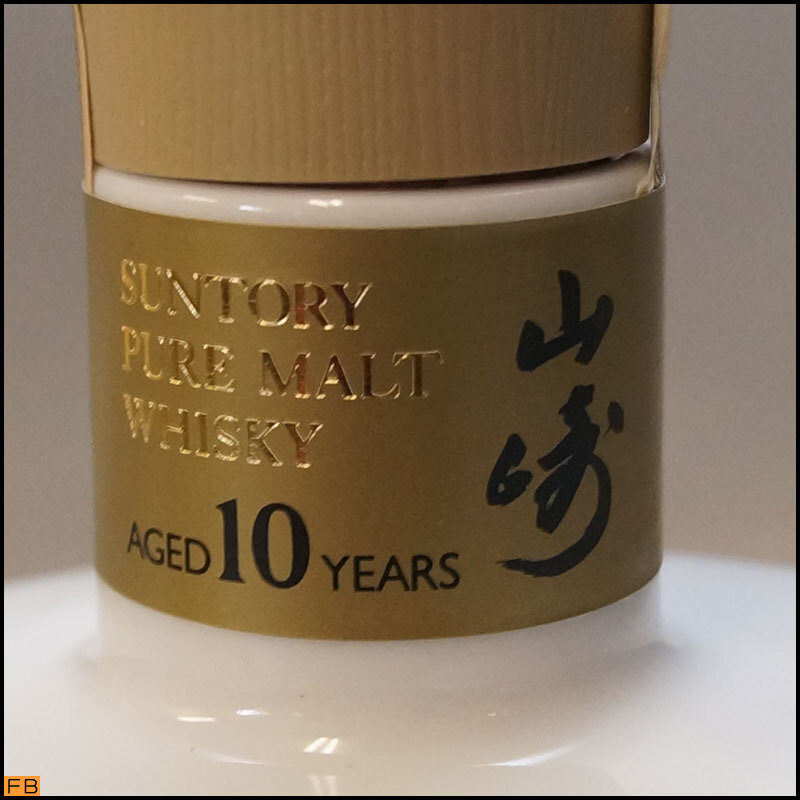 SUNTORY
PURE MALT
WHISKY
AGED 10 YEARS
山崎
FB